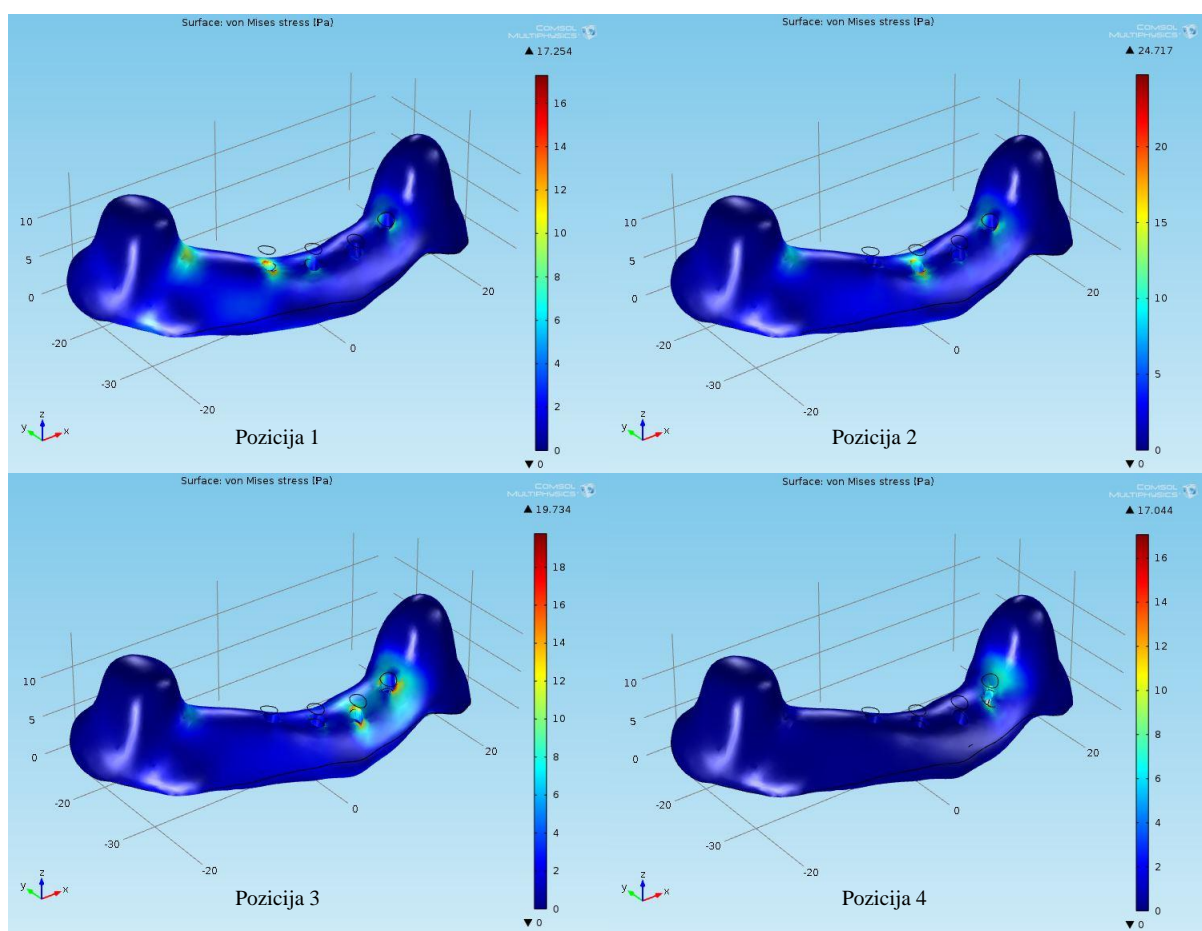 Surface: von Mises stress (Pa)
COMSOL
MULTIPHYSICS
▲ 17.254
16
14
12
10
8
6
4
2
0
▼ 0
10
5
0
-20
-30
-20
0
20
z
y
x
Pozicija 1
Surface: von Mises stress (Pa)
COMSOL
MULTIPHYSICS
▲ 24.717
20
15
10
5
0
▼ 0
10
5
0
-20
-30
-20
0
20
z
y
x
Pozicija 2
Surface: von Mises stress (Pa)
COMSOL
MULTIPHYSICS
▲ 19.734
18
16
14
12
10
8
6
4
2
0
▼ 0
10
5
0
-20
-30
-20
0
20
z
y
x
Pozicija 3
Surface: von Mises stress (Pa)
COMSOL
MULTIPHYSICS
▲ 17.044
16
14
12
10
8
6
4
2
0
▼ 0
10
5
0
-20
-30
-20
0
20
z
y
x
Pozicija 4